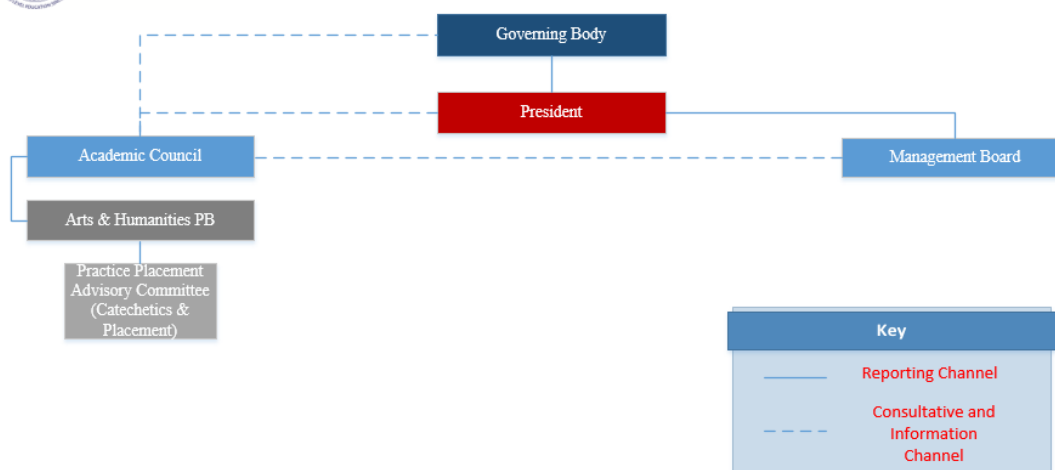 Governing Body
President
Academic Council
Management Board
Arts & Humanities PB
Practice Placement
Advisory Committee
(Catechetics &
Placement)
Key
Reporting Channel
Consultative and
Information
Channel